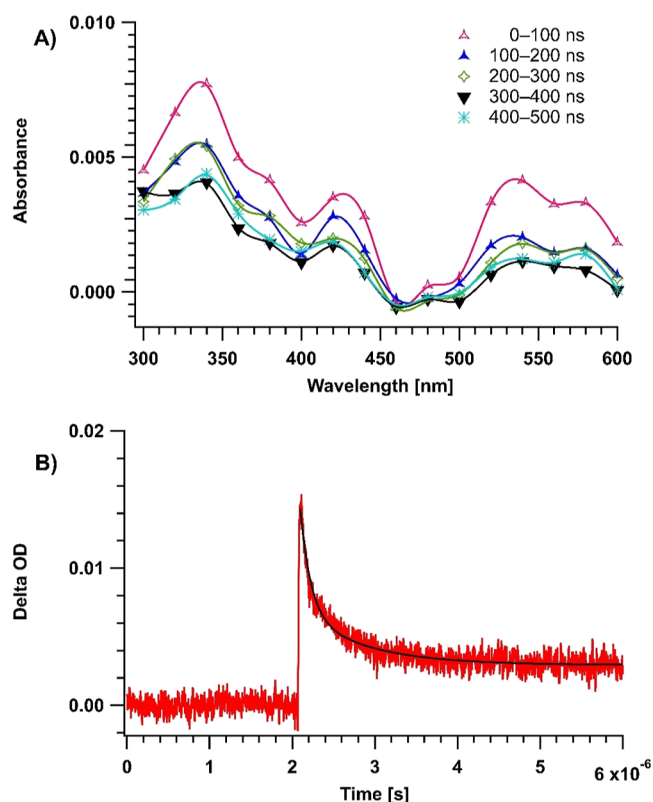 A)
0.010
0.005
0.000
Absorbance
0–100 ns
100–200 ns
200–300 ns
300–400 ns
400–500 ns
300 350 400 450 500 550 600
Wavelength [nm]
B)
0.02
0.01
0.00
Delta OD
0 1 2 3 4 6 x10⁻⁶
Time [s]